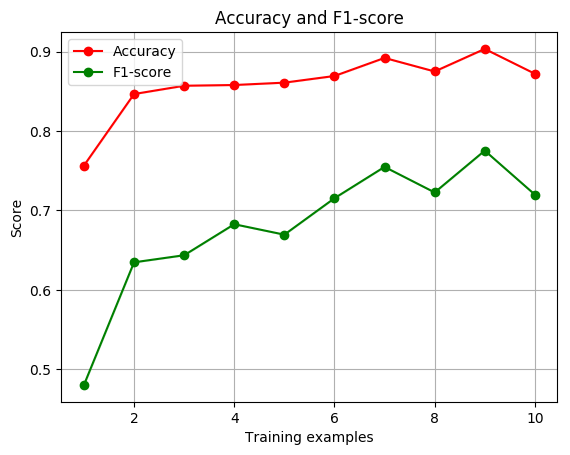 Accuracy and F1-score
Accuracy
F1-score
0.9
0.8
0.7
0.6
0.5
Score
2 4 6 8 10
Training examples